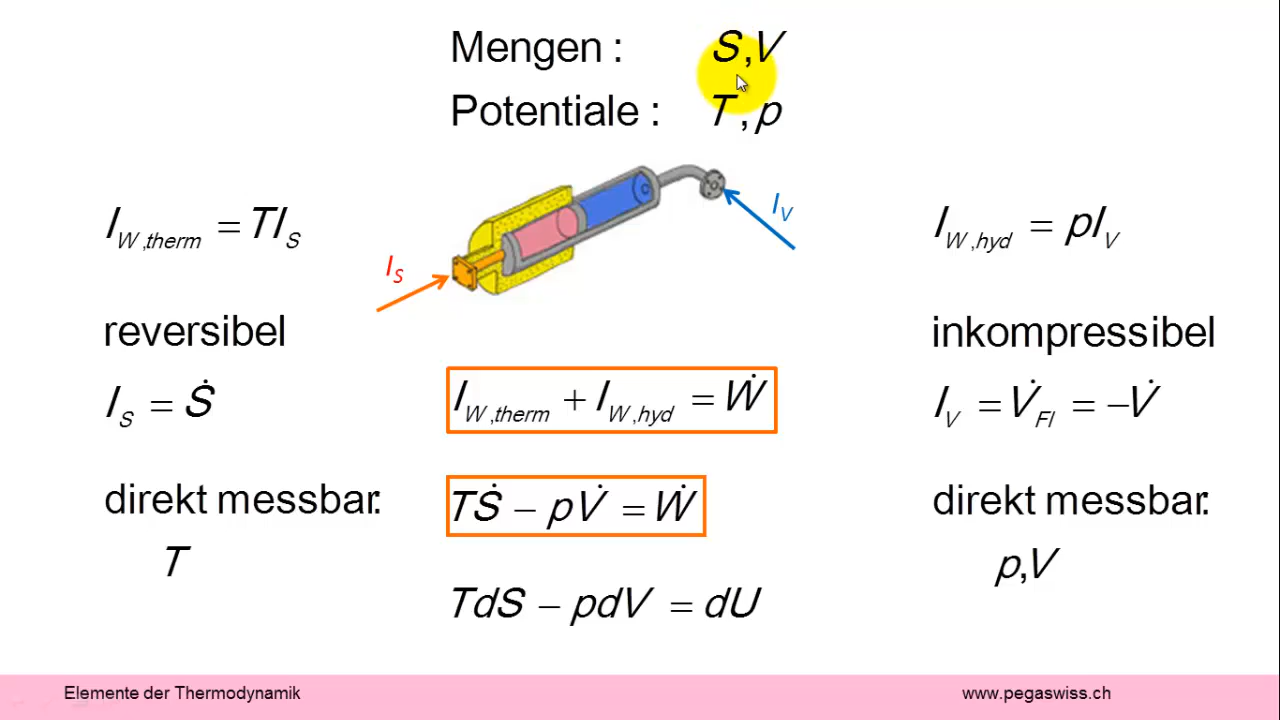 Mengen : S,V
Potentiale : T,p
I_W,therm = TI_S
I_S
I_V
I_W,hyd = pI_V
reversibel
inkompressibel
I_S = Ṡ
I_W,therm + I_W,hyd = Ẇ
I_V = V̇_Fl = −V̇
direkt messbar:
T
TṠ − pV̇ = Ẇ
direkt messbar:
p,V
TdS − pdV = dU
Elemente der Thermodynamik
www.pegaswiss.ch